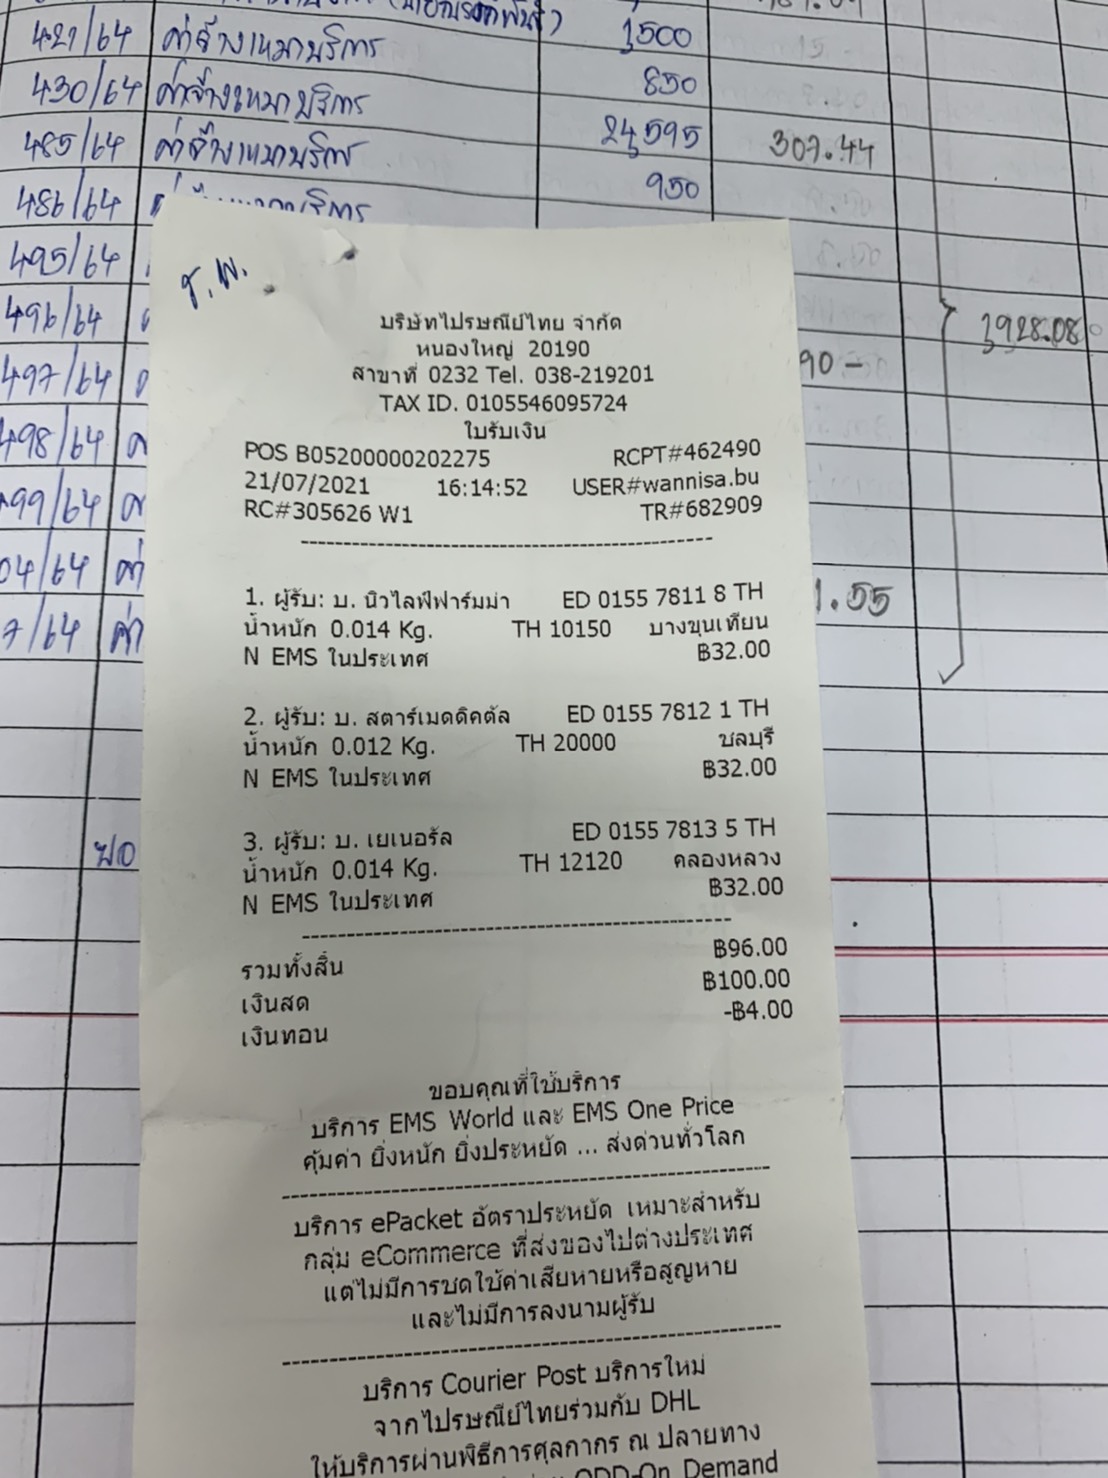 421/64 ค่าจ้างเหมาบริการ 1,500
430/64 ค่าจ้างเหมาบริการ 850
485/64 ค่าจ้างเหมาบริการ 24,595 307.44
486/64 บริการ 950
495/64
496/64 1,928.08
497/64 90 -
498/64
499/64
04/64 ค่า 1.55
7/64 ค่า
ร.พ.
บริษัทไปรษณีย์ไทย จำกัด
หนองใหญ่ 20190
สาขาที่ 0232 Tel. 038-219201
TAX ID. 0105546095724
ใบรับเงิน
POS B05200000202275 RCPT#462490
21/07/2021 16:14:52 USER#wannisa.bu
RC#305626 W1 TR#682909
1. ผู้รับ: บ. นิวไลฟ์ฟาร์มม่า ED 0155 7811 8 TH
น้ำหนัก 0.014 Kg. TH 10150 บางขุนเทียน
N EMS ในประเทศ ฿32.00
2. ผู้รับ: บ. สตาร์เมดดิคตัล ED 0155 7812 1 TH
น้ำหนัก 0.012 Kg. TH 20000 ชลบุรี
N EMS ในประเทศ ฿32.00
3. ผู้รับ: บ. เยเนอรัล ED 0155 7813 5 TH
น้ำหนัก 0.014 Kg. TH 12120 คลองหลวง
N EMS ในประเทศ ฿32.00
รวมทั้งสิ้น ฿96.00
เงินสด ฿100.00
เงินทอน -฿4.00
ขอบคุณที่ใช้บริการ
บริการ EMS World และ EMS One Price
คุ้มค่า ยิ่งหนัก ยิ่งประหยัด ... ส่งด่วนทั่วโลก
บริการ ePacket อัตราประหยัด เหมาะสำหรับ
กลุ่ม eCommerce ที่ส่งของไปต่างประเทศ
แต่ไม่มีการชดใช้ค่าเสียหายหรือสูญหาย
และไม่มีการลงนามผู้รับ
บริการ Courier Post บริการใหม่
จากไปรษณีย์ไทยร่วมกับ DHL
ให้บริการผ่านพิธีการศุลกากร ณ ปลายทาง
ODD-On Demand